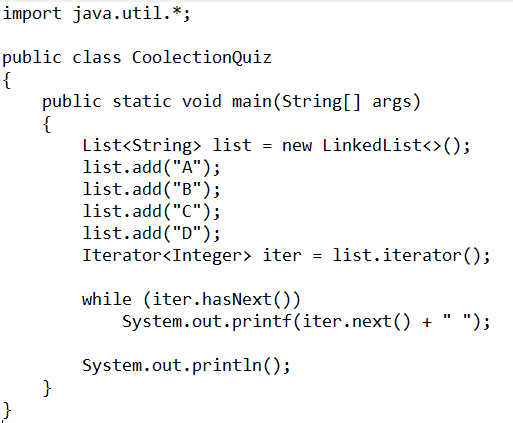 import java.util.*;

public class CoolectionQuiz
{
    public static void main(String[] args)
    {
        List<String> list = new LinkedList<>();
        list.add("A");
        list.add("B");
        list.add("C");
        list.add("D");
        Iterator<Integer> iter = list.iterator();

        while (iter.hasNext())
            System.out.printf(iter.next() + " ");

        System.out.println();
    }
}